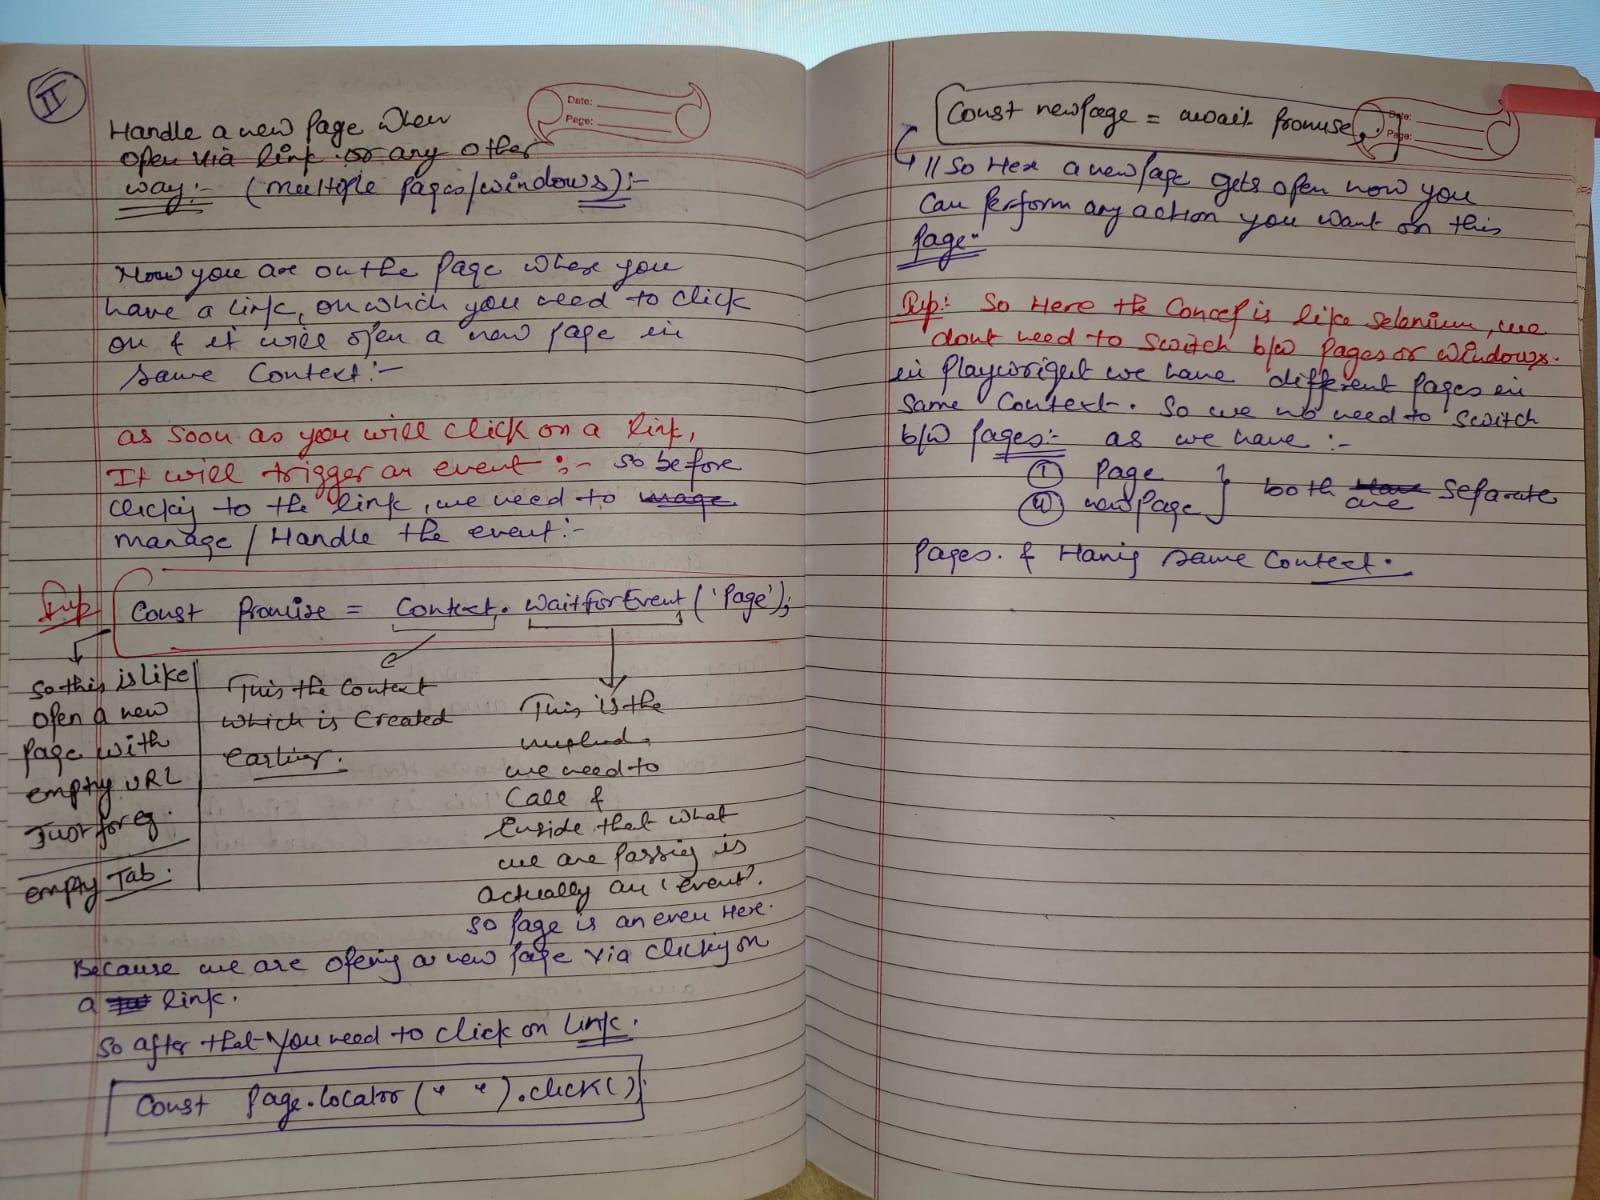 II
Date:
Page:
Handle a new Page when
open via link or any other
way:- (multiple Pages/windows):-
Now you are on the Page where you
have a link, on which you need to click
on & it will open a new page in
same Context:-
as soon as you will click on a link,
It will trigger an event :- so before
clicking to the link, we need to
manage / Handle the event:-
Imp
Const Promise = Context.waitForEvent('Page');
So this is like
open a new
Page with
empty URL
Just for eg.
empty Tab.
This the Context
which is Created
earlier.
This is the
method
we need to
Call &
Inside that what
we are Passing is
actually an 'event'.
so Page is an even Here.
Because we are opening a new page via clicking on
a link.
So after that You need to click on link.
Const Page.locator(" ").click()
Date:
Page:
Const newPage = await Promise;
// So Here a new Page gets open now you
Can Perform any action you want on this
Page.
Imp: So Here the Concep is like selenium, we
dont need to switch b/w Pages or windows.
in Playwright we have different Pages in
same Context. So we no need to switch
b/w Pages:- as we have :-
(i) Page
(ii) newPage
both are Separate
Pages. & Having same Context.